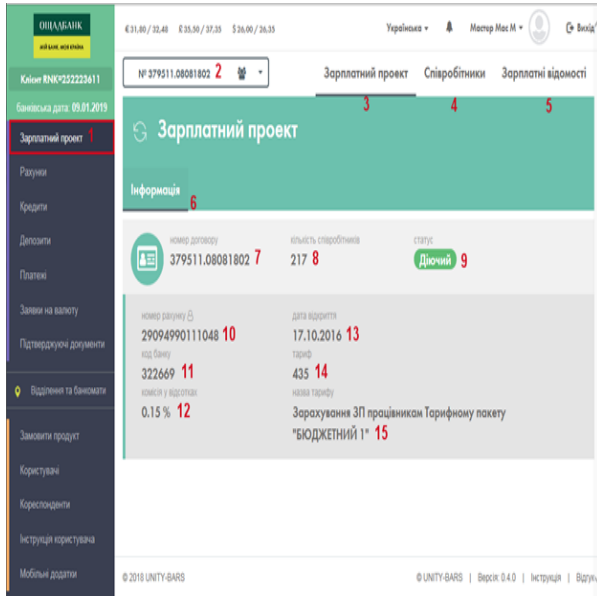 ОЩАДБАНК
МІЙ БАНК. МОЯ КРАЇНА
Клієнт RNK№252223611
банківська дата: 09.01.2019
Зарплатний проект 1
Рахунки
Кредити
Депозити
Платежі
Заявки на валюту
Підтверджуючі документи
Відділення та банкомати
Замовити продукт
Користувачі
Кореспонденти
Інструкція користувача
Мобільні додатки
€ 31,80 / 32,48 £ 35,50 / 37,35 $ 26,00 / 26,35
Українська Мостор Мос М Вихід
№ 379511.08081802 2
Зарплатний проект Співробітники Зарплатні відомості
3 4 5
Зарплатний проект
Інформація 6
номер договору кількість співробітників статус
379511.08081802 7 217 8 Діючий 9
номер рахунку дата відкриття
29094990111048 10 17.10.2016 13
код банку тариф
322669 11 435 14
комісія у відсотках назва тарифу
0.15 % 12 Зарахування ЗП працівникам Тарифному пакету
"БЮДЖЕТНИЙ 1" 15
© 2018 UNITY-BARS © UNITY-BARS | Версія: 0.4.0 | Інструкція |